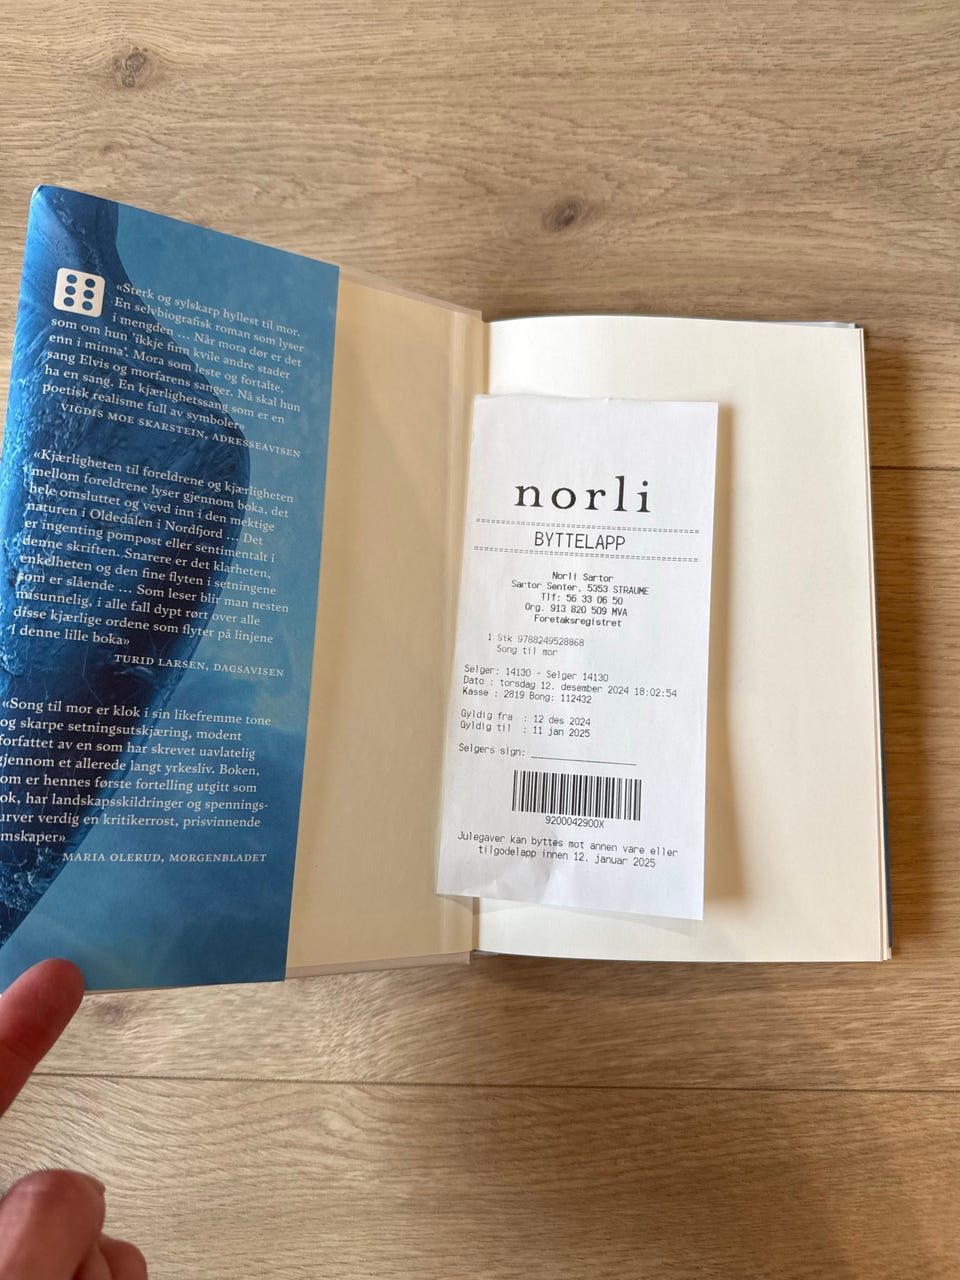 «Sterk og sylskarp hyllest til mor.
En selvbiografisk roman som lyser
i mengden ... Når mora dør er det
som om hun 'ikkje finn kvile andre stader
enn i minna'. Mora som leste og fortalte,
sang Elvis og morfarens sanger. Nå skal hun
ha en sang. En kjærlighetssang som er en
poetisk realisme full av symboler»
VIGDIS MOE SKARSTEIN, ADRESSEAVISEN
«Kjærligheten til foreldrene og kjærligheten
mellom foreldrene lyser gjennom boka, det
hele omsluttet og vevd inn i den mektige
naturen i Oldedalen i Nordfjord ... Det
er ingenting pompøst eller sentimentalt i
denne skriften. Snarere er det klarheten,
enkelheten og den fine flyten i setningene
som er slående ... Som leser blir man nesten
misunnelig, i alle fall dypt rørt over alle
disse kjærlige ordene som flyter på linjene
i denne lille boka»
TURID LARSEN, DAGSAVISEN
«Song til mor er klok i sin likefremme tone
og skarpe setningsutskjæring, modent
forfattet av en som har skrevet uavlatelig
gjennom et allerede langt yrkesliv. Boken,
om er hennes første fortelling utgitt som
ok, har landskapsskildringer og spennings-
urver verdig en kritikerrost, prisvinnende
mskaper»
MARIA OLERUD, MORGENBLADET
norli
BYTTELAPP
Norli Sartor
Sartor Senter, 5353 STRAUME
Tlf: 56 33 06 50
Org. 913 820 509 MVA
Foretaksregistret
1 Stk 9788249528868
Song til mor
Selger: 14130 - Selger 14130
Dato : torsdag 12. desember 2024 18:02:54
Kasse : 2819 Bong: 112432
Gyldig fra : 12 des 2024
Gyldig til : 11 jan 2025
Selgers sign:
9200042900X
Julegaver kan byttes mot annen vare eller
tilgodelapp innen 12. januar 2025